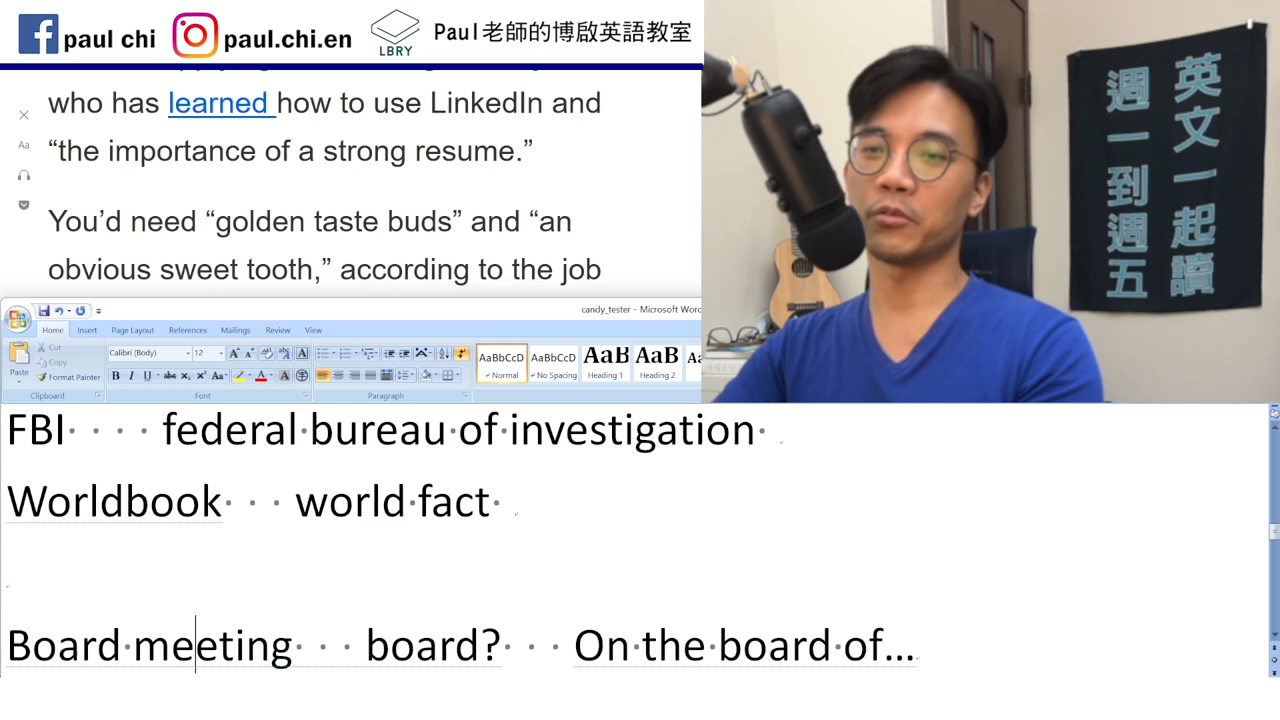 paul chi
paul.chi.en
LBRY
Paul老師的博啟英語教室
who has learned how to use LinkedIn and
“the importance of a strong resume.”
You’d need “golden taste buds” and “an
obvious sweet tooth,” according to the job
Aa
英文一起讀
週一到週五
candy_tester - Microsoft Word
Home Insert Page Layout References Mailings Review View
Paste
Cut
Copy
Format Painter
Clipboard
Calibri (Body) 12
Font
Paragraph
AaBbCcD AaBbCcD AaBb AaBb
Normal No Spacing Heading 1 Heading 2
FBI federal bureau of investigation
Worldbook world fact
Board meeting board? On the board of...